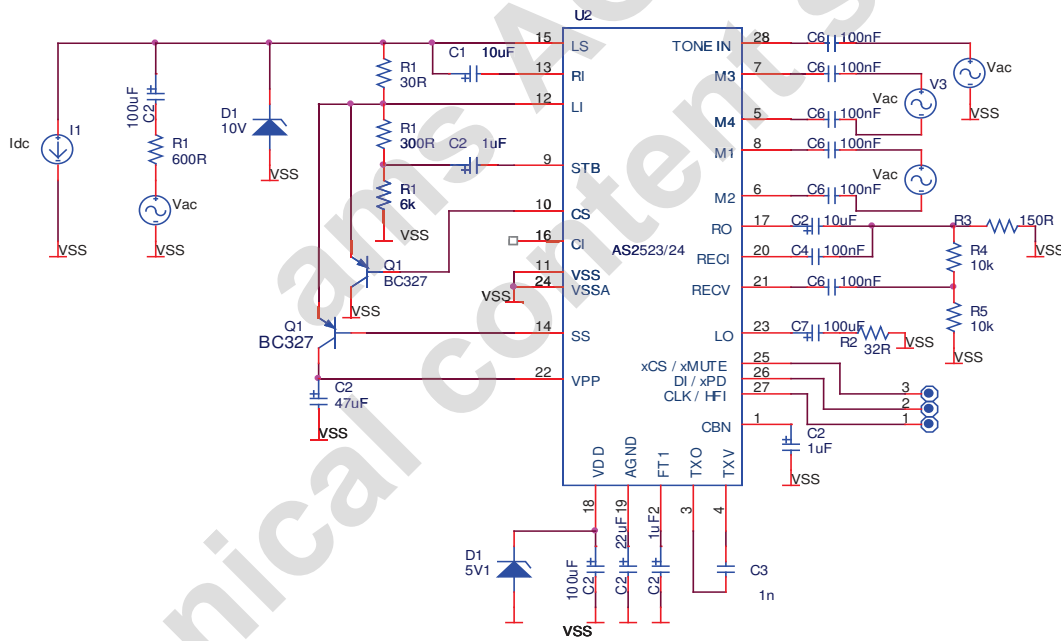 U2
15 LS
13 RI
12 LI
9 STB
10 CS
16 CI
11 VSS
24 VSSA
14 SS
22 VPP
AS2523/24
TONE IN 28
M3 7
M4 5
M1 8
M2 6
RO 17
RECI 20
RECV 21
LO 23
xCS / xMUTE 25
DI / xPD 26
CLK / HFI 27
CBN 1
VDD 18
AGND 19
FT1 2
TXO 3
TXV 4
Idc
I1
VSS
100uF
C2
R1
600R
Vac
VSS
D1
10V
VSS
R1
30R
R1
300R
R1
6k
VSS
C1 10uF
C2 1uF
Q1
BC327
VSS
Q1
BC327
C2
47uF
VSS
VSS
C6 100nF
Vac
VSS
C6 100nF
V3
Vac
C6 100nF
C6 100nF
Vac
C6 100nF
C2 10uF
C4 100nF
C6 100nF
R3 150R
VSS
R4
10k
R5
10k
VSS
C7 100uF
R2
32R
VSS
3
2
1
C2
1uF
VSS
D1
5V1
100uF
C2
22uF
C2
1uF
C2
C3
1n
VSS
ams AG
nical content s